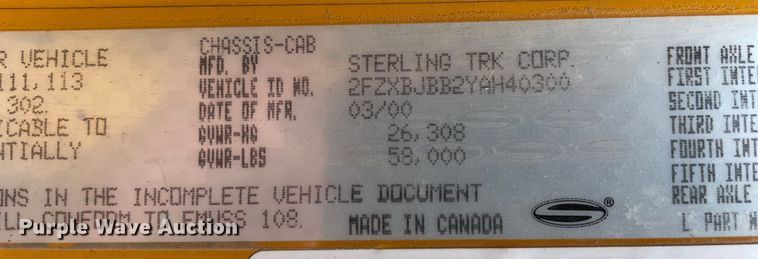 R VEHICLE
111, 113
302.
ICABLE TO
NTIALLY
CHASSIS-CAB
MFD. BY STERLING TRK CORP.
VEHICLE ID NO. 2FZXBJBB2YAH40300
DATE OF MFR. 03/00
GVWR-KG 26,308
GVWR-LBS 58,000
ONS IN THE INCOMPLETE VEHICLE DOCUMENT
ILL CONFORM TO FMVSS 108.
MADE IN CANADA
®
FRONT AXLE
FIRST INTE
SECOND INT
THIRD INTE
FOURTH INT
FIFTH INTE
REAR AXLE
L PART N
Purple Wave Auction